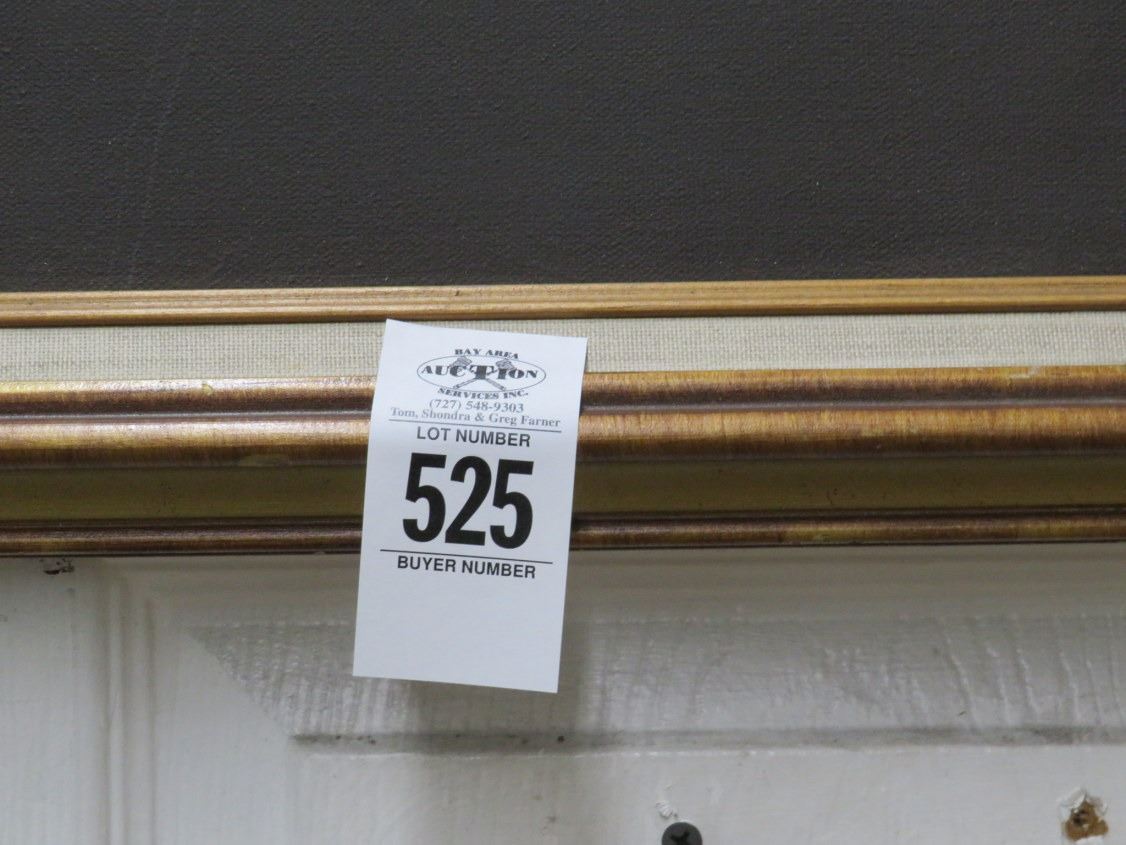 BAY AREA
AUCTION
SERVICES INC.
(727) 548-9303
Tom, Shondra & Greg Farner
LOT NUMBER
525
BUYER NUMBER